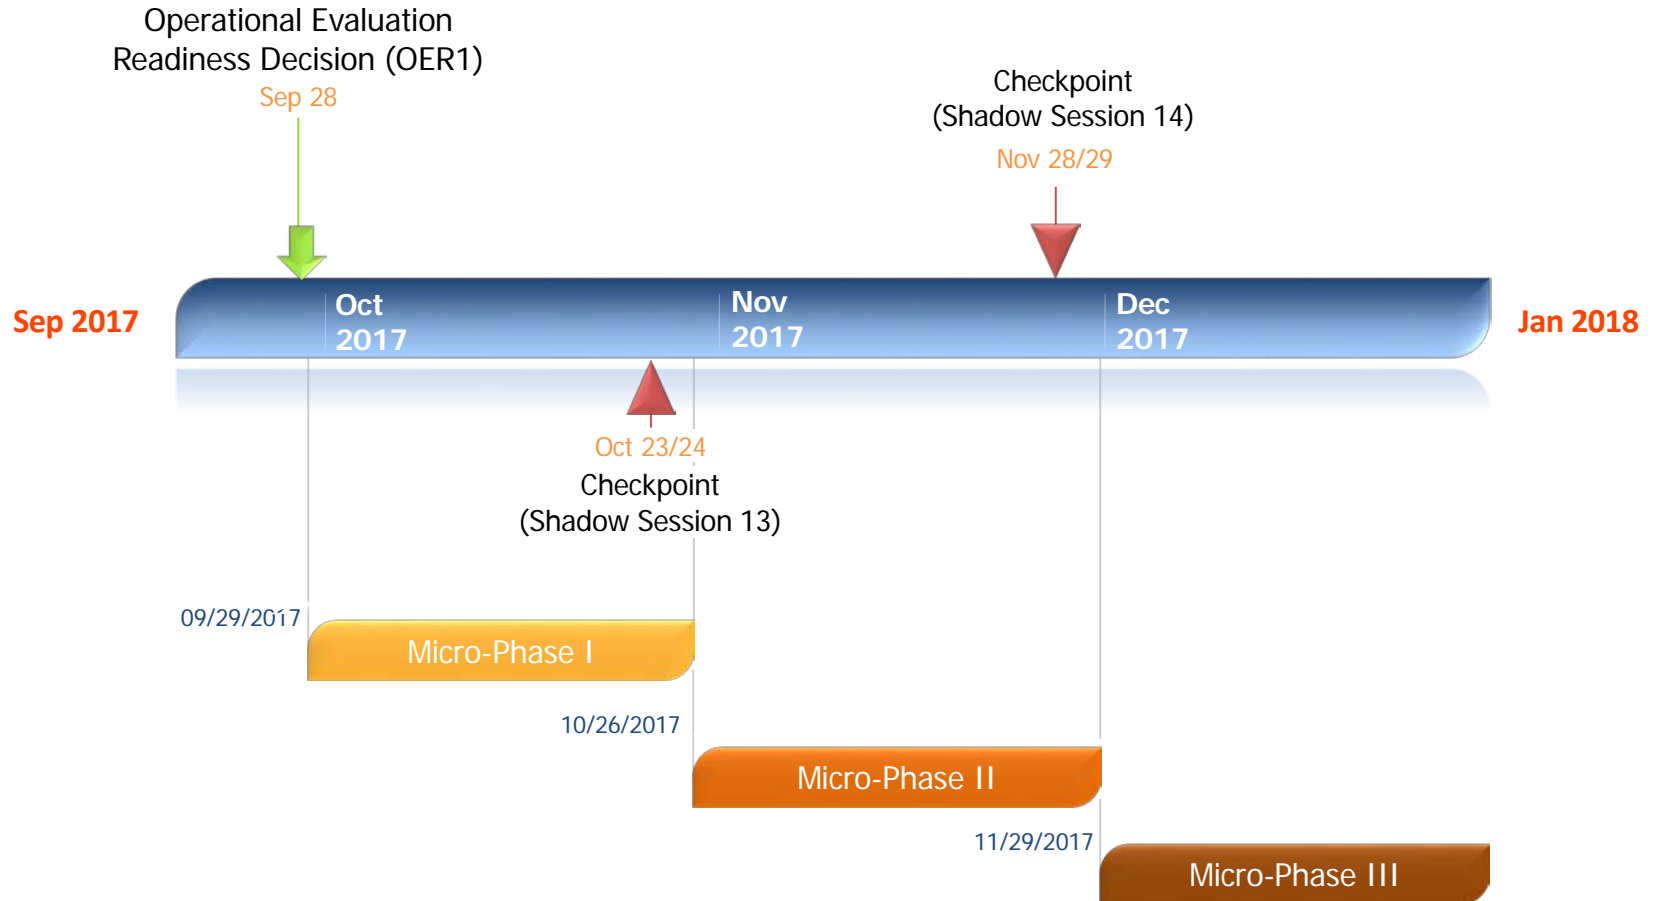 Operational Evaluation
Readiness Decision (OER1)
Sep 28
Checkpoint
(Shadow Session 14)
Nov 28/29
Sep 2017
Oct
2017
Nov
2017
Dec
2017
Jan 2018
Oct 23/24
Checkpoint
(Shadow Session 13)
09/29/2017
Micro-Phase I
10/26/2017
Micro-Phase II
11/29/2017
Micro-Phase III